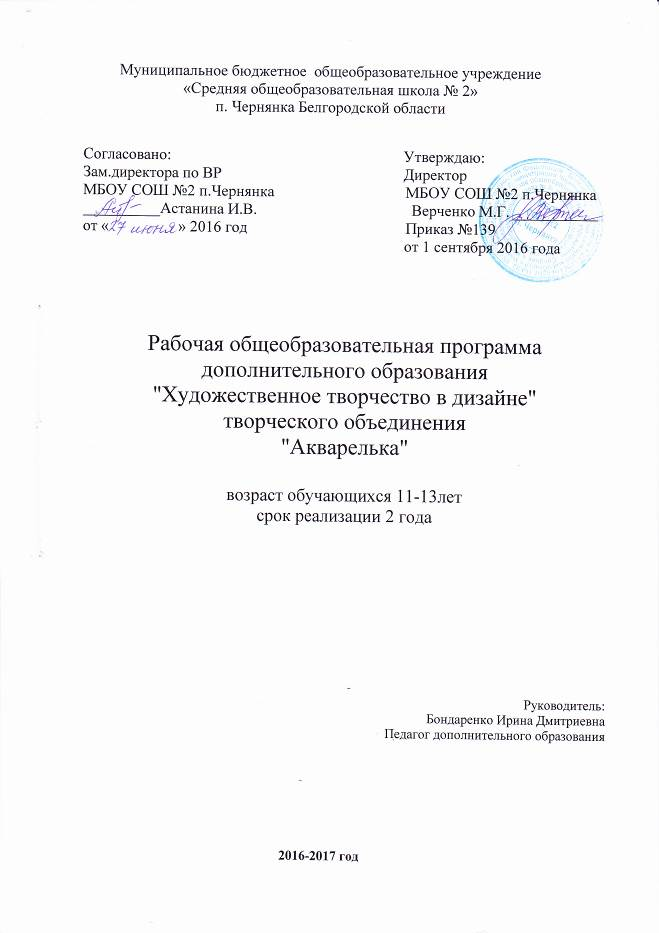 Муниципальное бюджетное общеобразовательное учреждение
«Средняя общеобразовательная школа № 2»
п. Чернянка Белгородской области
Согласовано:
Зам.директора по ВР
МБОУ СОШ №2 п.Чернянка
__________Астанина И.В.
от «27 июня» 2016 год
Утверждаю:
Директор
МБОУ СОШ №2 п.Чернянка
Верченко М.Г.____________
Приказ №139
от 1 сентября 2016 года
Рабочая общеобразовательная программа
дополнительного образования
"Художественное творчество в дизайне"
творческого объединения
"Акварелька"
возраст обучающихся 11-13лет
срок реализации 2 года
Руководитель:
Бондаренко Ирина Дмитриевна
Педагог дополнительного образования
2016-2017 год